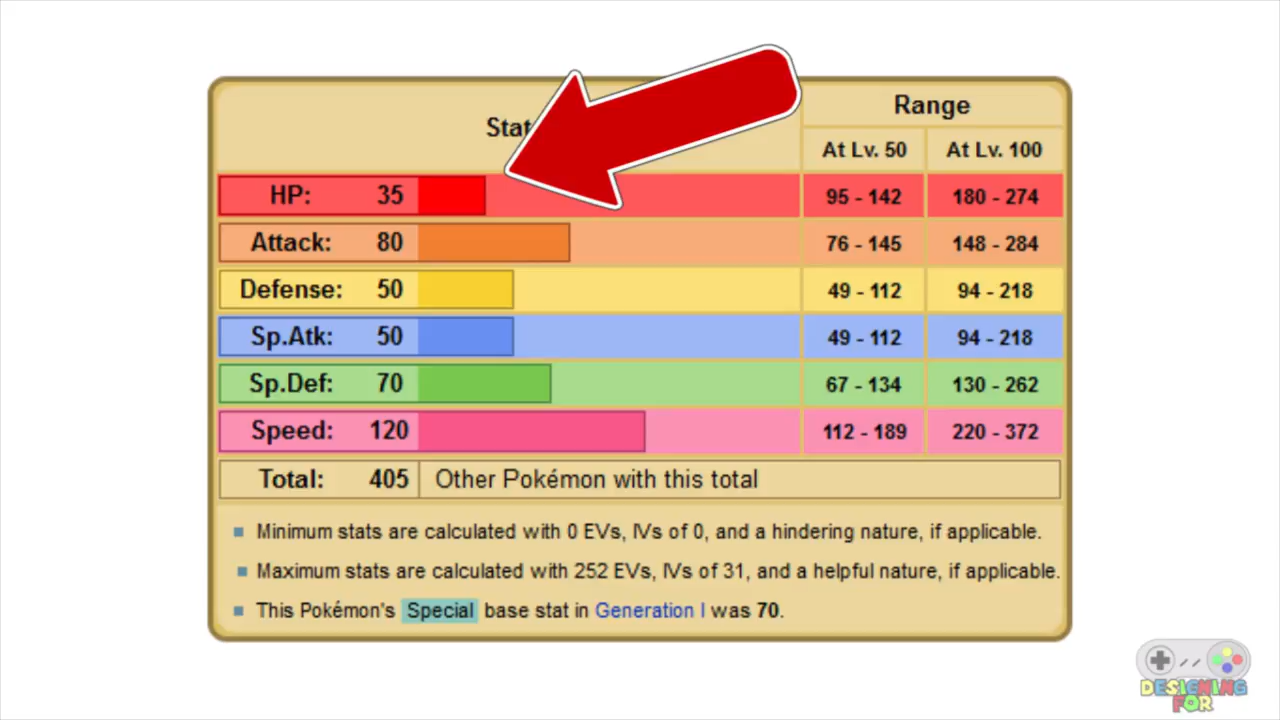 Stat
Range
At Lv. 50 At Lv. 100
HP: 35 95 - 142 180 - 274
Attack: 80 76 - 145 148 - 284
Defense: 50 49 - 112 94 - 218
Sp.Atk: 50 49 - 112 94 - 218
Sp.Def: 70 67 - 134 130 - 262
Speed: 120 112 - 189 220 - 372
Total: 405 Other Pokémon with this total
Minimum stats are calculated with 0 EVs, IVs of 0, and a hindering nature, if applicable.
Maximum stats are calculated with 252 EVs, IVs of 31, and a helpful nature, if applicable.
This Pokémon's Special base stat in Generation I was 70.
DESIGNING
FOR